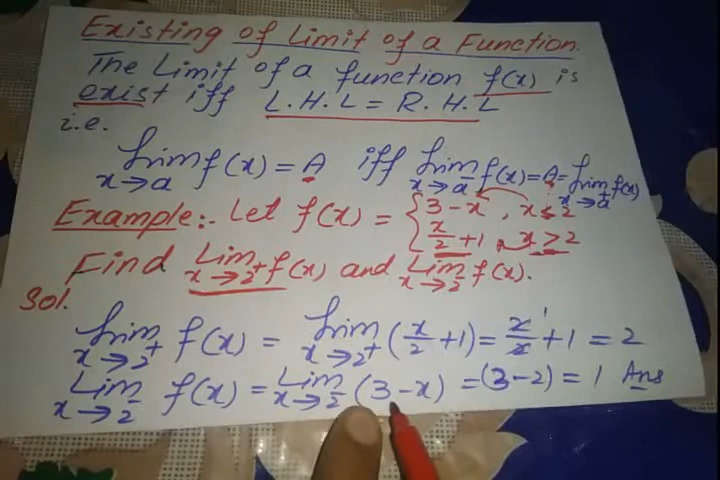 Existing of Limit of a Function.
The Limit of a function f(x) is
exist iff L.H.L = R.H.L
i.e.
Lim x→a f(x) = A iff Lim x→a⁻ f(x) = A = Lim x→a⁺ f(x)
Example:- Let f(x) = { 3-x , x < 2
x/2 + 1 , x > 2
Find Lim x→2⁺ f(x) and Lim x→2⁻ f(x).
Sol.
Lim x→2⁺ f(x) = Lim x→2⁺ (x/2 + 1) = 2/2 + 1 = 2
Lim x→2⁻ f(x) = Lim x→2⁻ (3-x) = (3-2) = 1 Ans